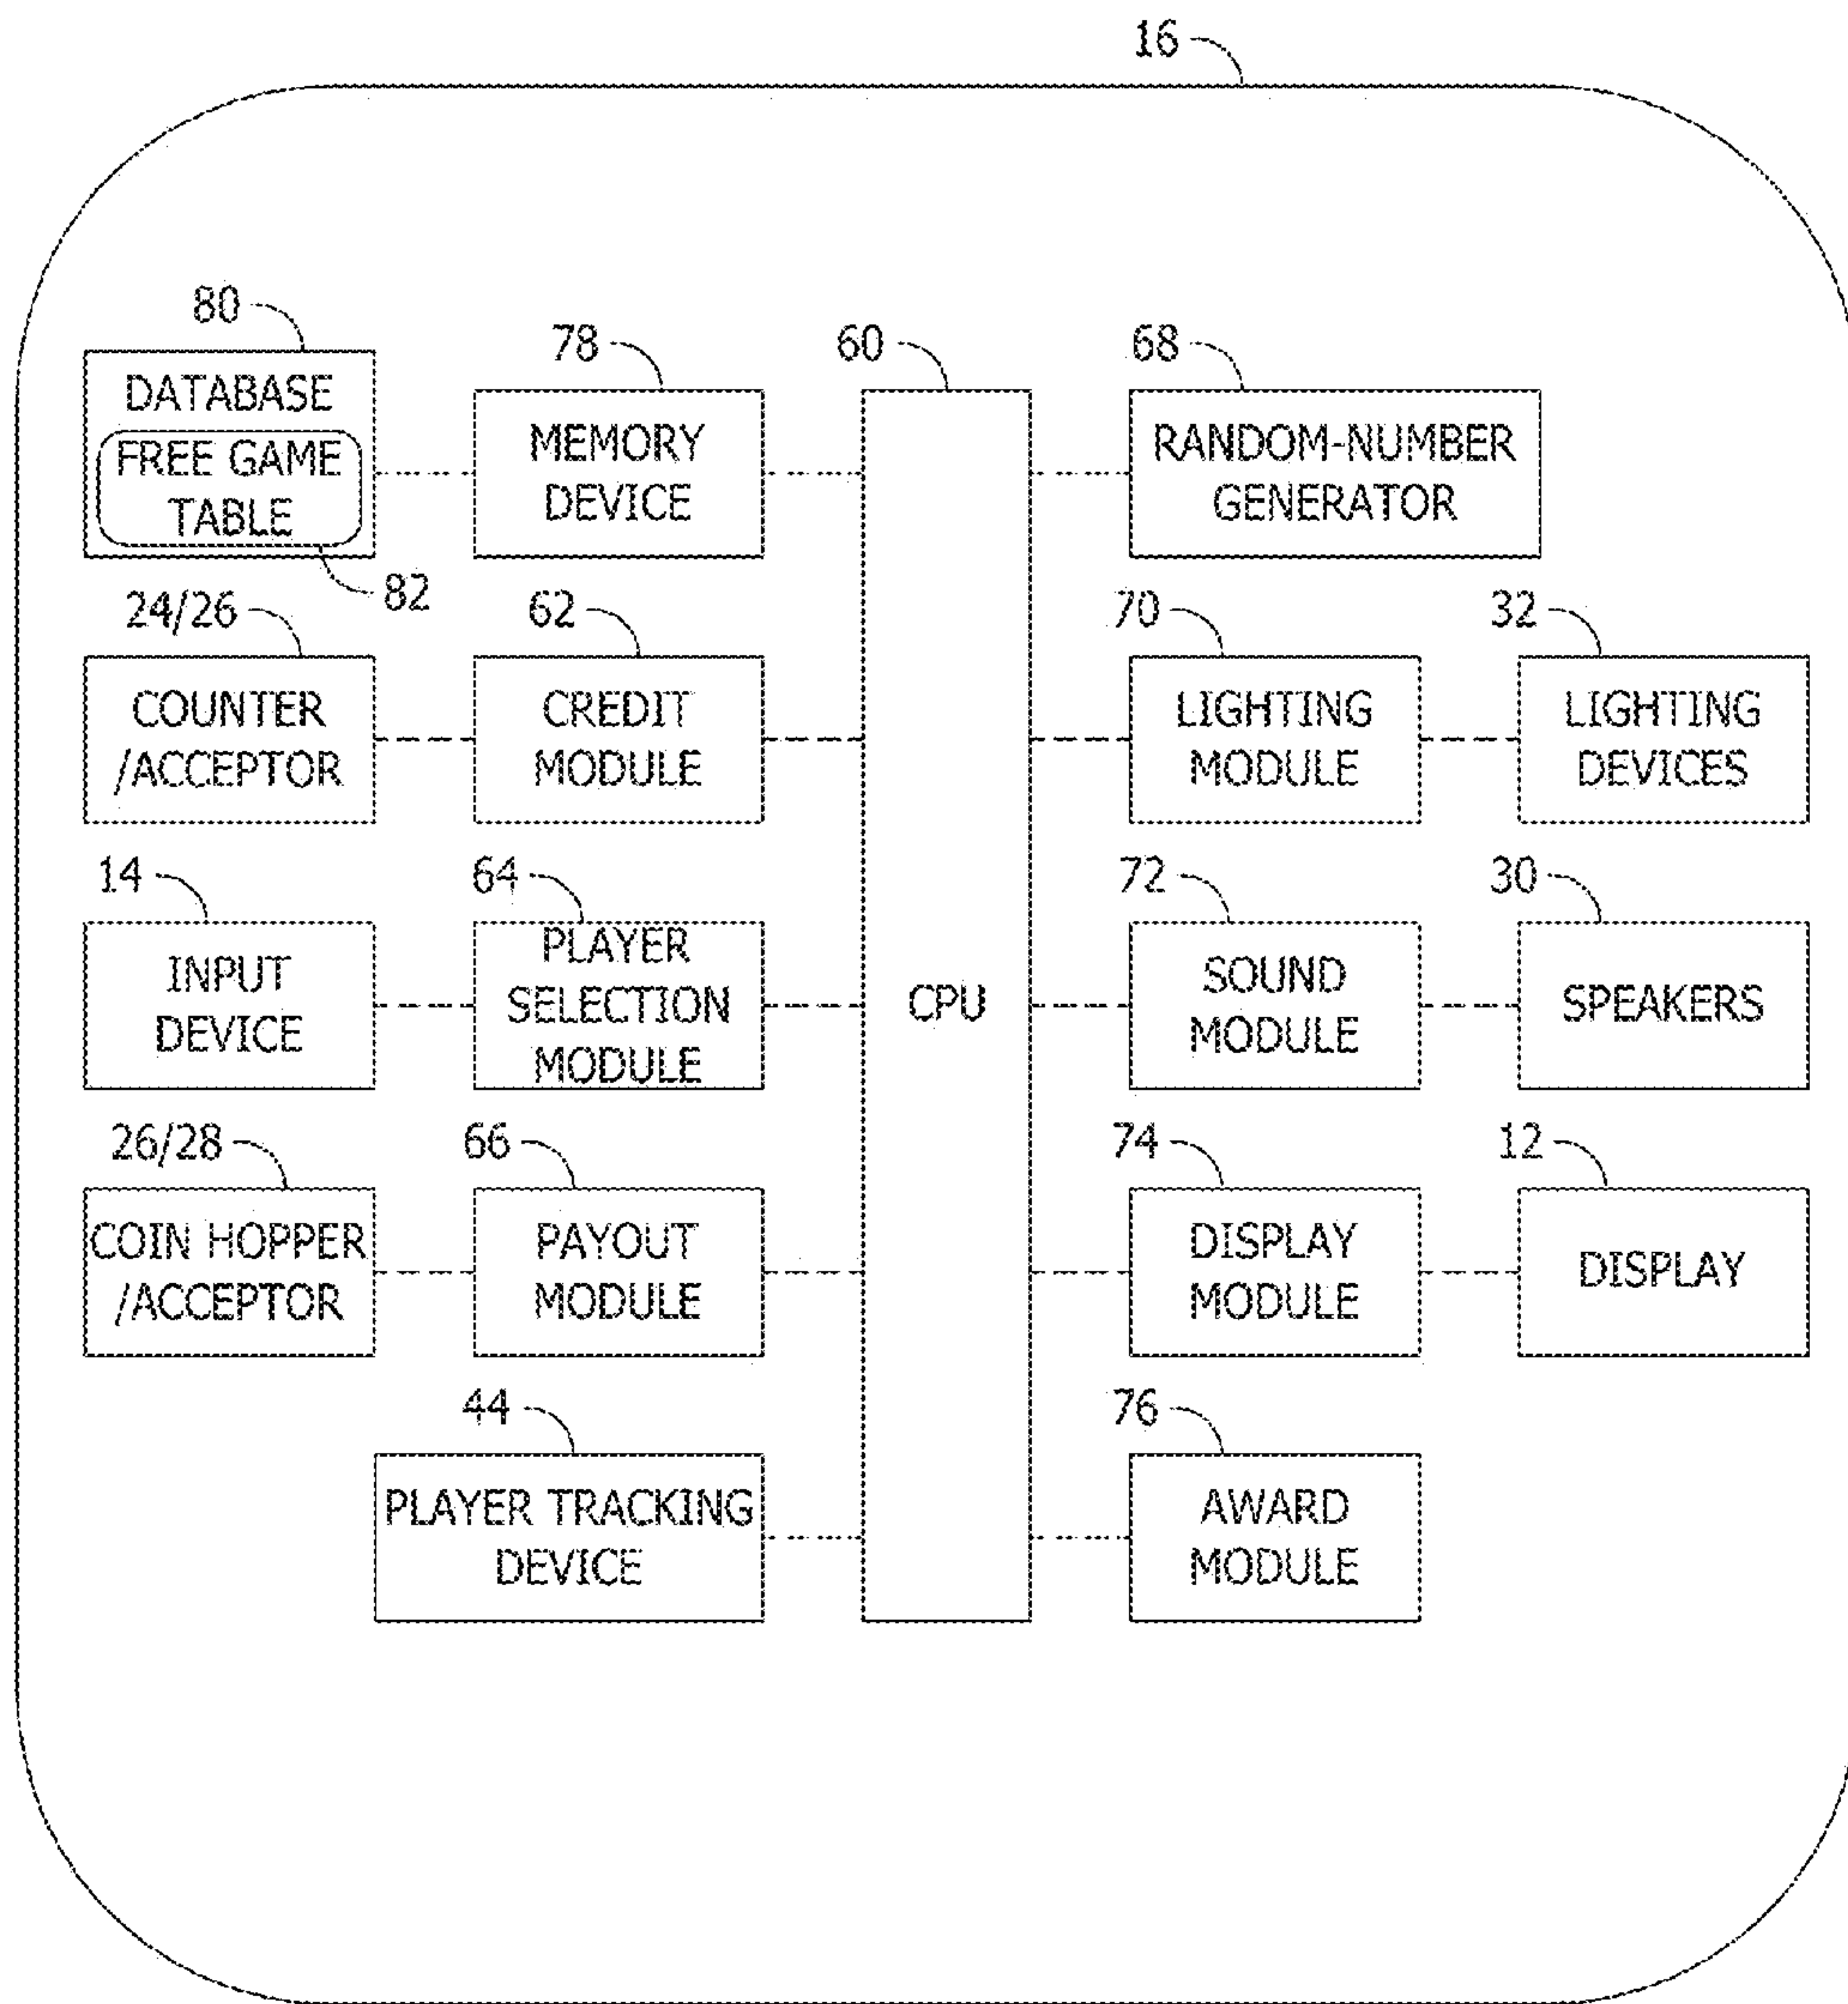 16
80
78
60
68
DATABASE
FREE GAME
TABLE
MEMORY
DEVICE
RANDOM-NUMBER
GENERATOR
82
24/26
62
70
32
COUNTER
/ACCEPTOR
CREDIT
MODULE
LIGHTING
MODULE
LIGHTING
DEVICES
14
64
72
30
INPUT
DEVICE
PLAYER
SELECTION
MODULE
CPU
SOUND
MODULE
SPEAKERS
26/28
66
74
12
COIN HOPPER
/ACCEPTOR
PAYOUT
MODULE
DISPLAY
MODULE
DISPLAY
44
76
PLAYER TRACKING
DEVICE
AWARD
MODULE